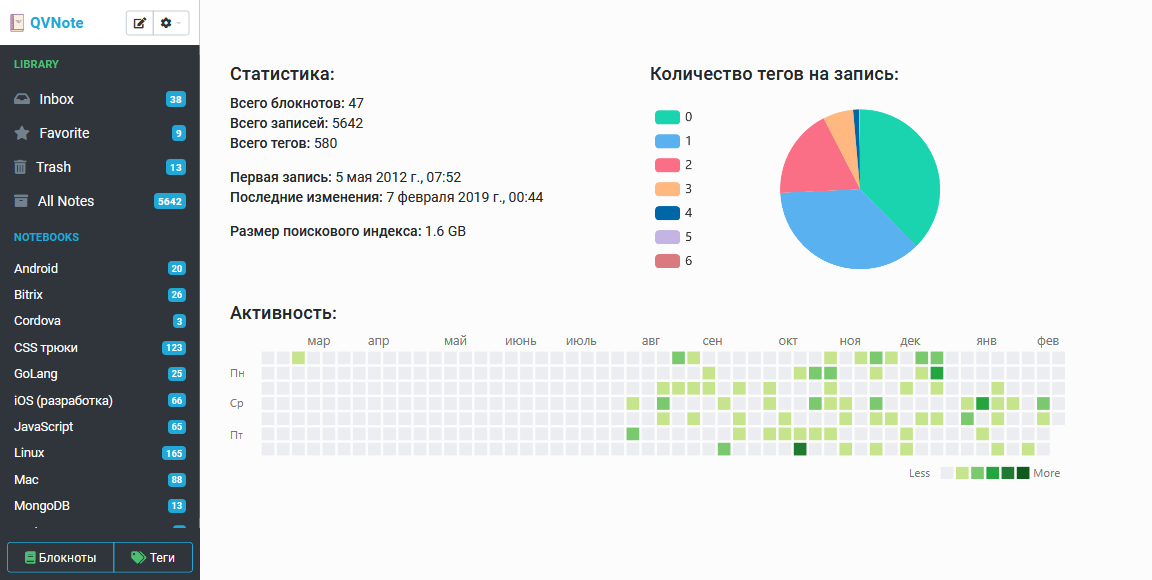 QVNote
LIBRARY
Inbox 38
Favorite 9
Trash 13
All Notes 5642
NOTEBOOKS
Android 20
Bitrix 26
Cordova 3
CSS трюки 123
GoLang 25
iOS (разработка) 66
JavaScript 65
Linux 165
Mac 88
MongoDB 13
Блокноты Теги
Статистика:
Всего блокнотов: 47
Всего записей: 5642
Всего тегов: 580
Первая запись: 5 мая 2012 г., 07:52
Последние изменения: 7 февраля 2019 г., 00:44
Размер поискового индекса: 1.6 GB
Количество тегов на запись:
0
1
2
3
4
5
6
Активность:
мар апр май июнь июль авг сен окт ноя дек янв фев
Пн
Ср
Пт
Less More